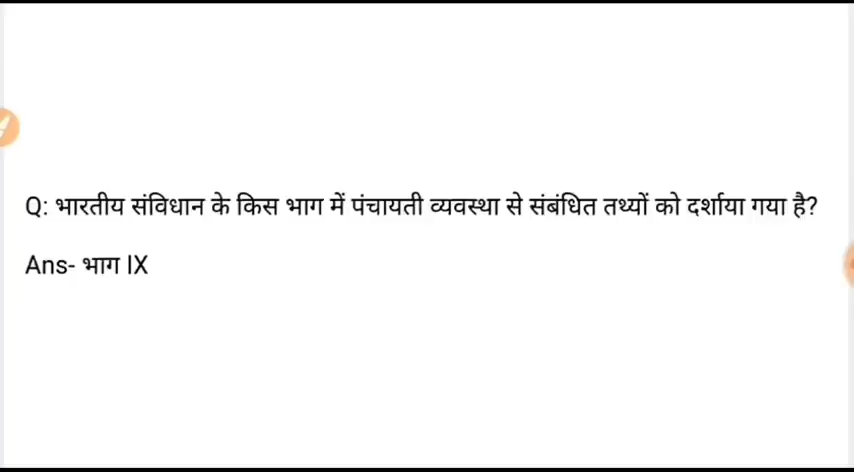 Q: भारतीय संविधान के किस भाग में पंचायती व्यवस्था से संबंधित तथ्यों को दर्शाया गया है?
Ans- भाग IX